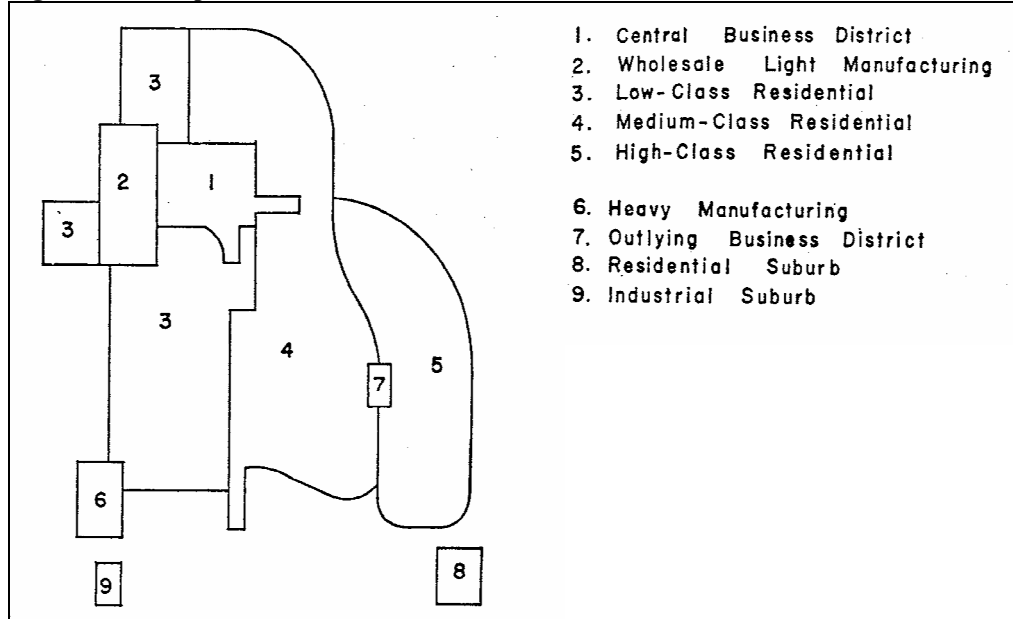 3
2
1
3
3
4
5
7
6
9
8
1. Central Business District
2. Wholesale Light Manufacturing
3. Low-Class Residential
4. Medium-Class Residential
5. High-Class Residential
6. Heavy Manufacturing
7. Outlying Business District
8. Residential Suburb
9. Industrial Suburb